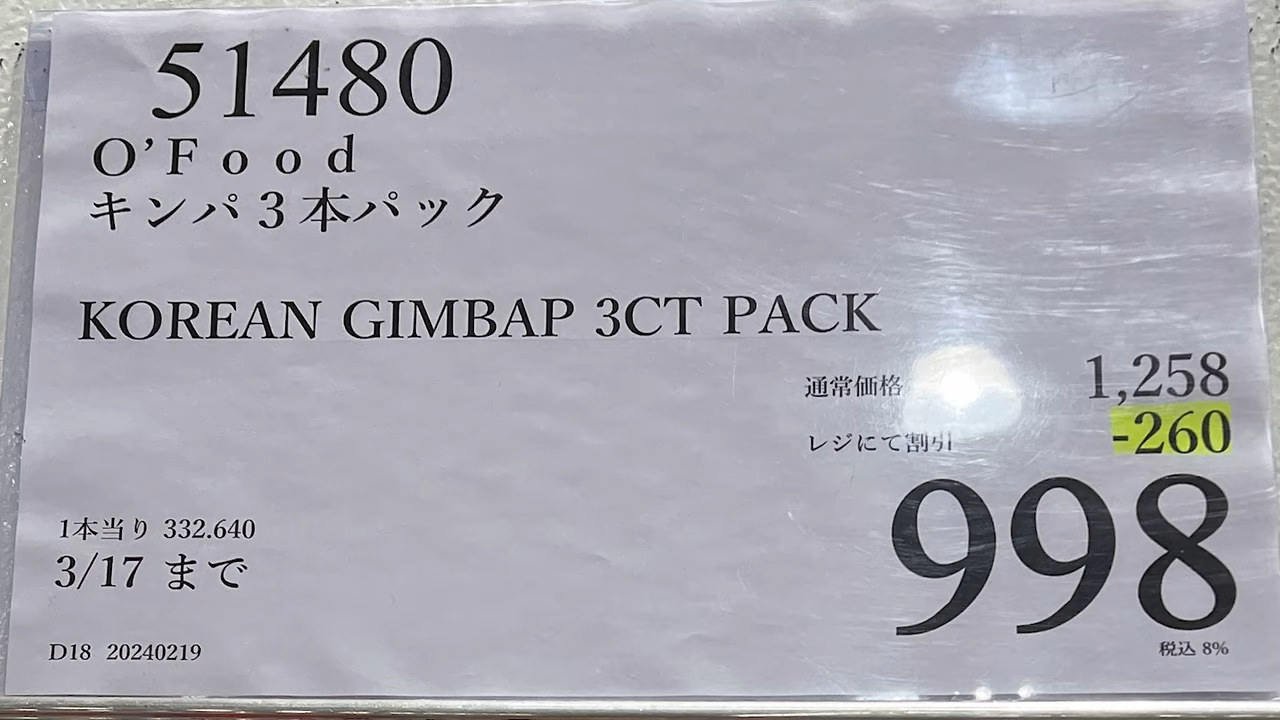 51480
O'Food
キンパ3本パック
KOREAN GIMBAP 3CT PACK
通常価格 1,258
レジにて割引 -260
998
税込 8%
1本当り 332.640
3/17 まで
D18 20240219